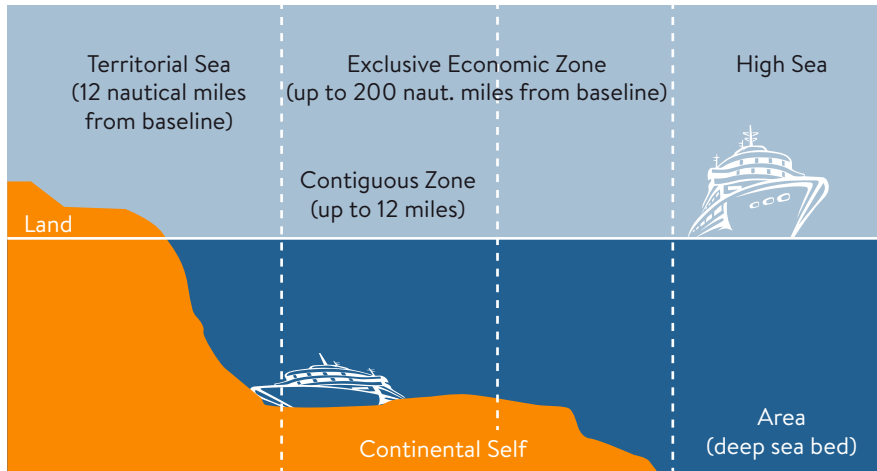 Territorial Sea
(12 nautical miles
from baseline)
Exclusive Economic Zone
(up to 200 naut. miles from baseline)
High Sea
Contiguous Zone
(up to 12 miles)
Land
Continental Self
Area
(deep sea bed)